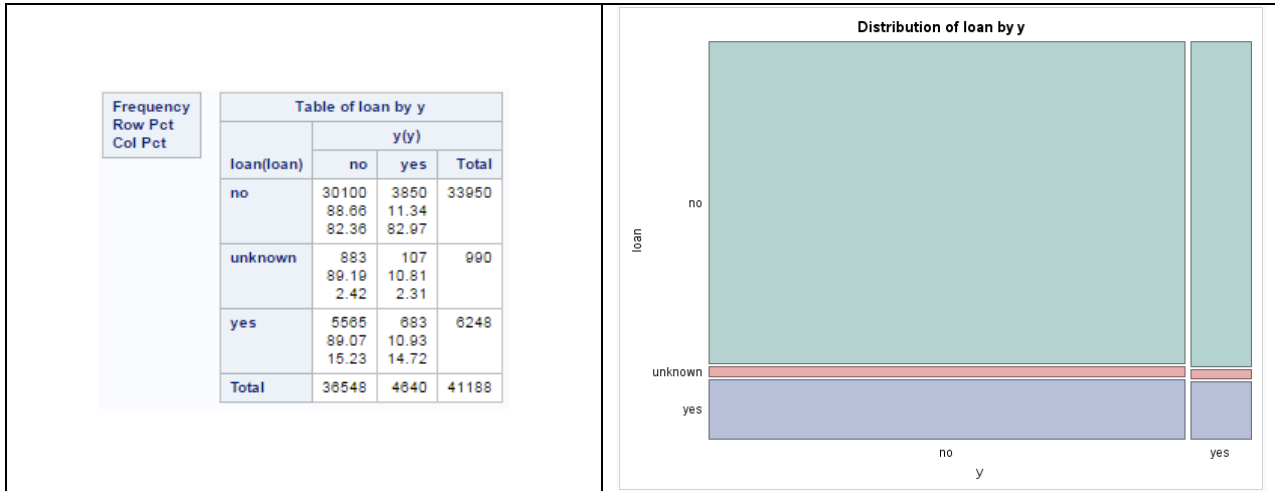 Frequency
Row Pct
Col Pct
Table of loan by y
y(y)
loan(loan) no yes Total
no 30100 3850 33950
88.66 11.34
82.36 82.97
unknown 883 107 990
89.19 10.81
2.42 2.31
yes 5565 683 6248
89.07 10.93
15.23 14.72
Total 36548 4640 41188
Distribution of loan by y
no
loan
unknown
yes
no yes
y